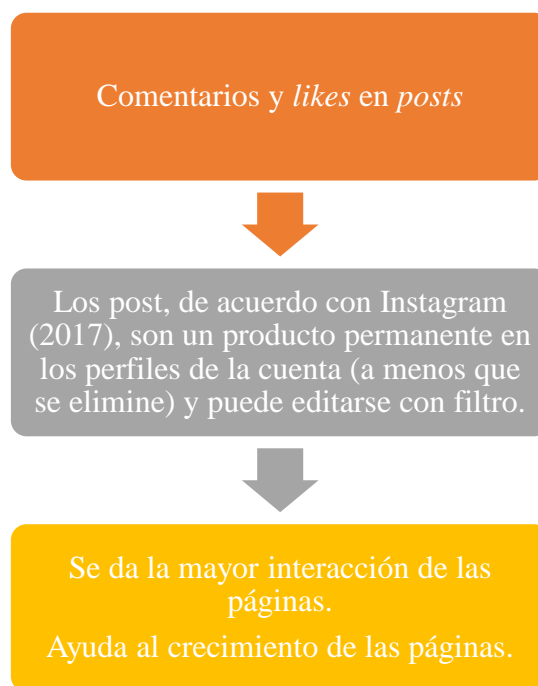 Comentarios y likes en posts
Los post, de acuerdo con Instagram
(2017), son un producto permanente en
los perfiles de la cuenta (a menos que
se elimine) y puede editarse con filtro.
Se da la mayor interacción de las
páginas.
Ayuda al crecimiento de las páginas.